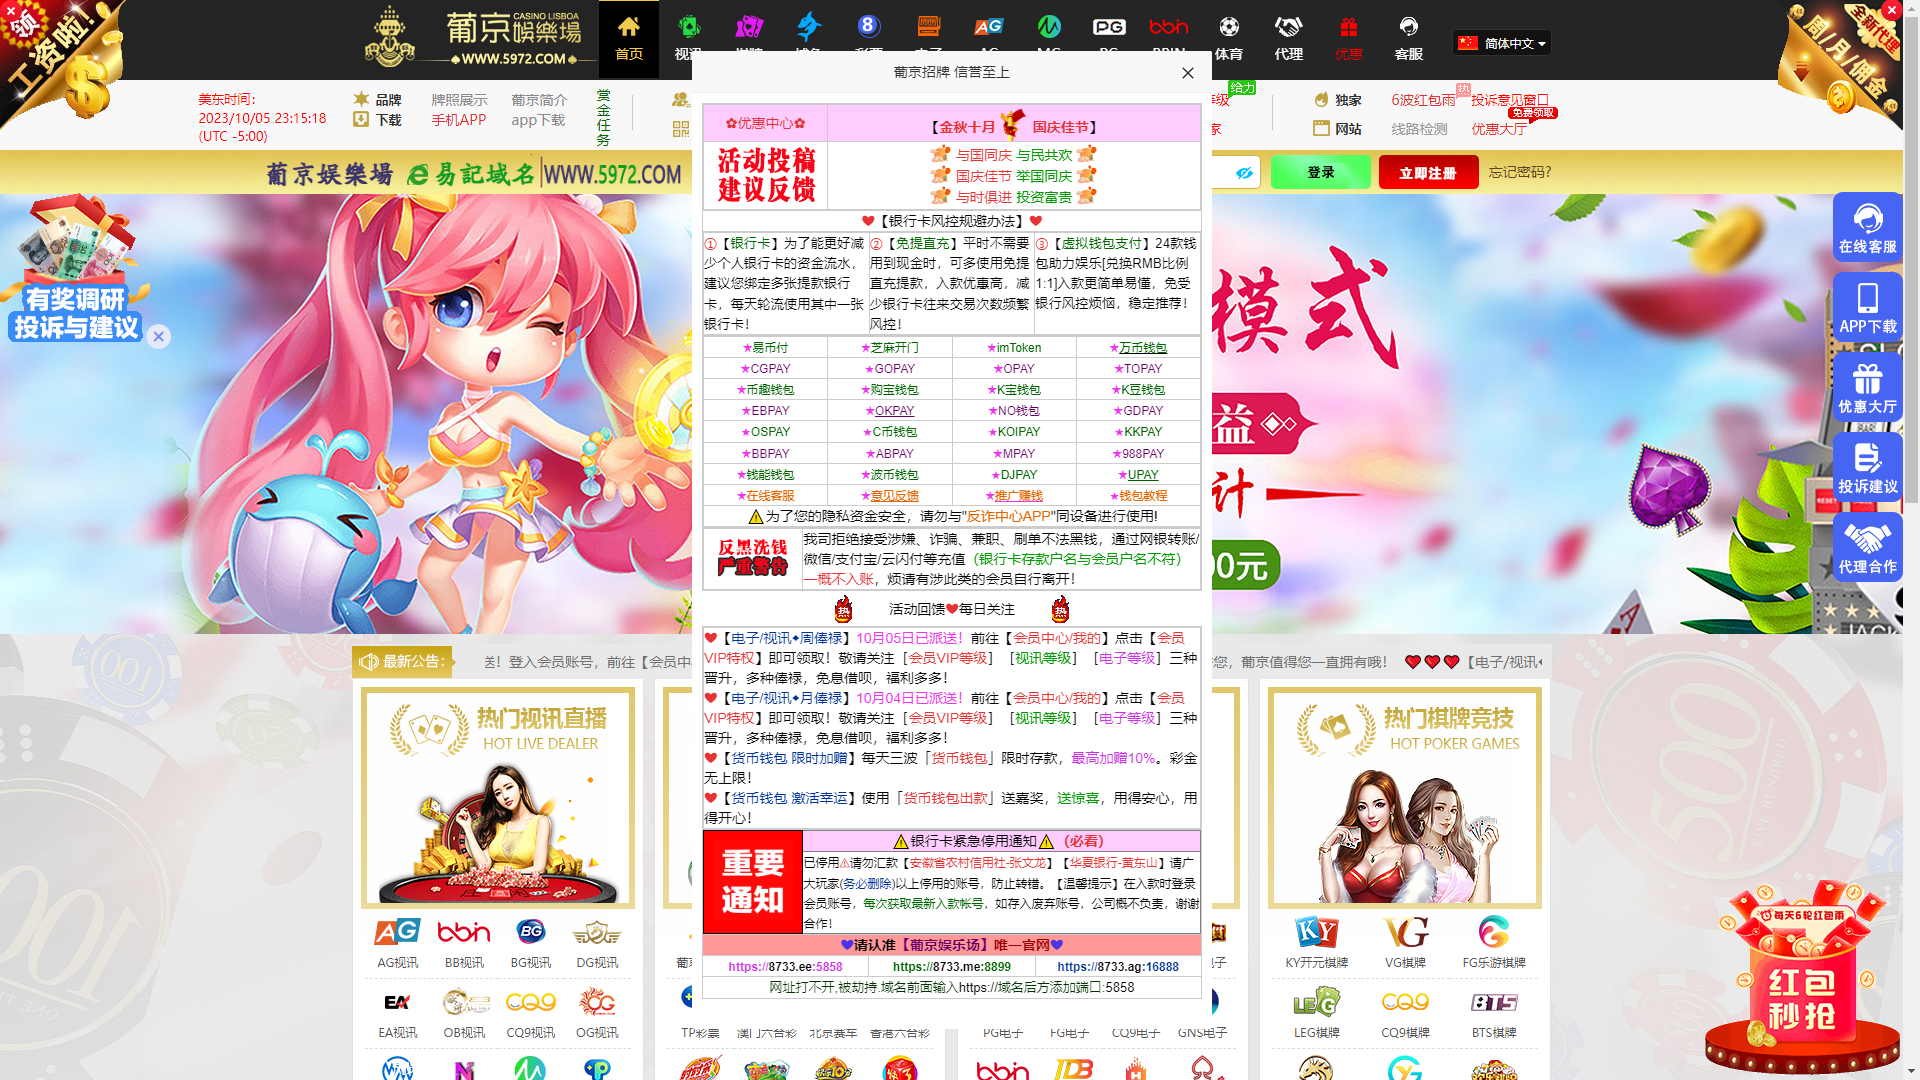 领
工资啦!
葡京娱樂場
CASINO LISBOA
WWW.5972.COM
首页
AG
PG
bbin
体育
代理
优惠
客服
简体中文
全新代理
周/月/佣金
葡京招牌 信誉至上
美东时间:
2023/10/05 23:15:18
(UTC -5:00)
品牌
下载
牌照展示
手机APP
葡京简介
app下载
赏金任务
给力
独家
网站
6波红包雨
热
投诉意见窗口
线路检测
优惠大厅
免费领取
葡京娱樂場
易記域名
WWW.5972.COM
登录
立即注册
忘记密码?
✿优惠中心✿
【金秋十月 国庆佳节】
活动投稿
建议反馈
与国同庆 与民共欢
国庆佳节 举国同庆
与时俱进 投资富贵
❤【银行卡风控规避办法】❤
①【银行卡】为了能更好减少个人银行卡的资金流水，建议您绑定多张提款银行卡，每天轮流使用其中一张银行卡！
②【免提直充】平时不需要用到现金时，可多使用免提直充提款，入款优惠高，减少银行卡往来交易次数频繁风控！
③【虚拟钱包支付】24款钱包助力娱乐[兑换RMB比例1:1]入款更简单易懂，免受银行风控烦恼，稳定推荐！
★易币付 ★芝麻开门 ★imToken ★万币钱包
★CGPAY ★GOPAY ★OPAY ★TOPAY
★币趣钱包 ★购宝钱包 ★K宝钱包 ★K豆钱包
★EBPAY ★OKPAY ★NO钱包 ★GDPAY
★OSPAY ★C币钱包 ★KOIPAY ★KKPAY
★BBPAY ★ABPAY ★MPAY ★988PAY
★钱能钱包 ★波币钱包 ★DJPAY ★UPAY
★在线客服 ★意见反馈 ★推广赚钱 ★钱包教程
⚠为了您的隐私资金安全，请勿与"反诈中心APP"同设备进行使用!
反黑洗钱
严重警告
我司拒绝接受涉嫌、诈骗、兼职、刷单不法黑钱，通过网银转账/
微信/支付宝/云闪付等充值（银行卡存款户名与会员户名不符）
一概不入账，烦请有涉此类的会员自行离开！
热 活动回馈❤每日关注 热
❤【电子/视讯◆周俸禄】10月05日已派送！前往【会员中心/我的】点击【会员
VIP特权】即可领取！敬请关注［会员VIP等级］［视讯等级］［电子等级］三种
晋升，多种俸禄，免息借呗，福利多多！
❤【电子/视讯◆月俸禄】10月04日已派送！前往【会员中心/我的】点击【会员
VIP特权】即可领取！敬请关注［会员VIP等级］［视讯等级］［电子等级］三种
晋升，多种俸禄，免息借呗，福利多多！
❤【货币钱包 限时加赠】每天三波「货币钱包」限时存款，最高加赠10%。彩金
无上限！
❤【货币钱包 激活幸运】使用「货币钱包出款」送嘉奖，送惊喜，用得安心，用
得开心！
重要
通知
⚠银行卡紧急停用通知⚠（必看）
已停用⚠请勿汇款【安徽省农村信用社-张文龙】【华夏银行-黄东山】请广
大玩家(务必删除)以上停用的账号，防止转错。【温馨提示】在入款时登录
会员账号，每次获取最新入款帐号，如存入废弃账号，公司概不负责，谢谢
合作！
💙请认准【葡京娱乐场】唯一官网💙
https://8733.ee:5858
https://8733.me:8899
https://8733.ag:16888
网址打不开,被劫持.域名前面输入https://域名后方添加端口:5858
有奖调研
投诉与建议
模式
益
计
00元
在线客服
APP下载
优惠大厅
投诉建议
代理合作
最新公告:
送！登入会员账号，前往【会员中
您，葡京值得您一直拥有哦！
【电子/视讯
热门视讯直播
HOT LIVE DEALER
热门棋牌竞技
HOT POKER GAMES
AG bbin BG
AG视讯 BB视讯 BG视讯 DG视讯
EA CQ9 OG
EA视讯 OB视讯 CQ9视讯 OG视讯
TP彩票 澳门六合彩 北京赛车 香港六合彩
PG电子 FG电子 CQ9电子 GNS电子
KY VG
KY开元棋牌 VG棋牌 FG乐游棋牌
LEG CQ9 BTS
LEG棋牌 CQ9棋牌 BTS棋牌
bbin JDB
每天6轮红包雨
红包
秒抢